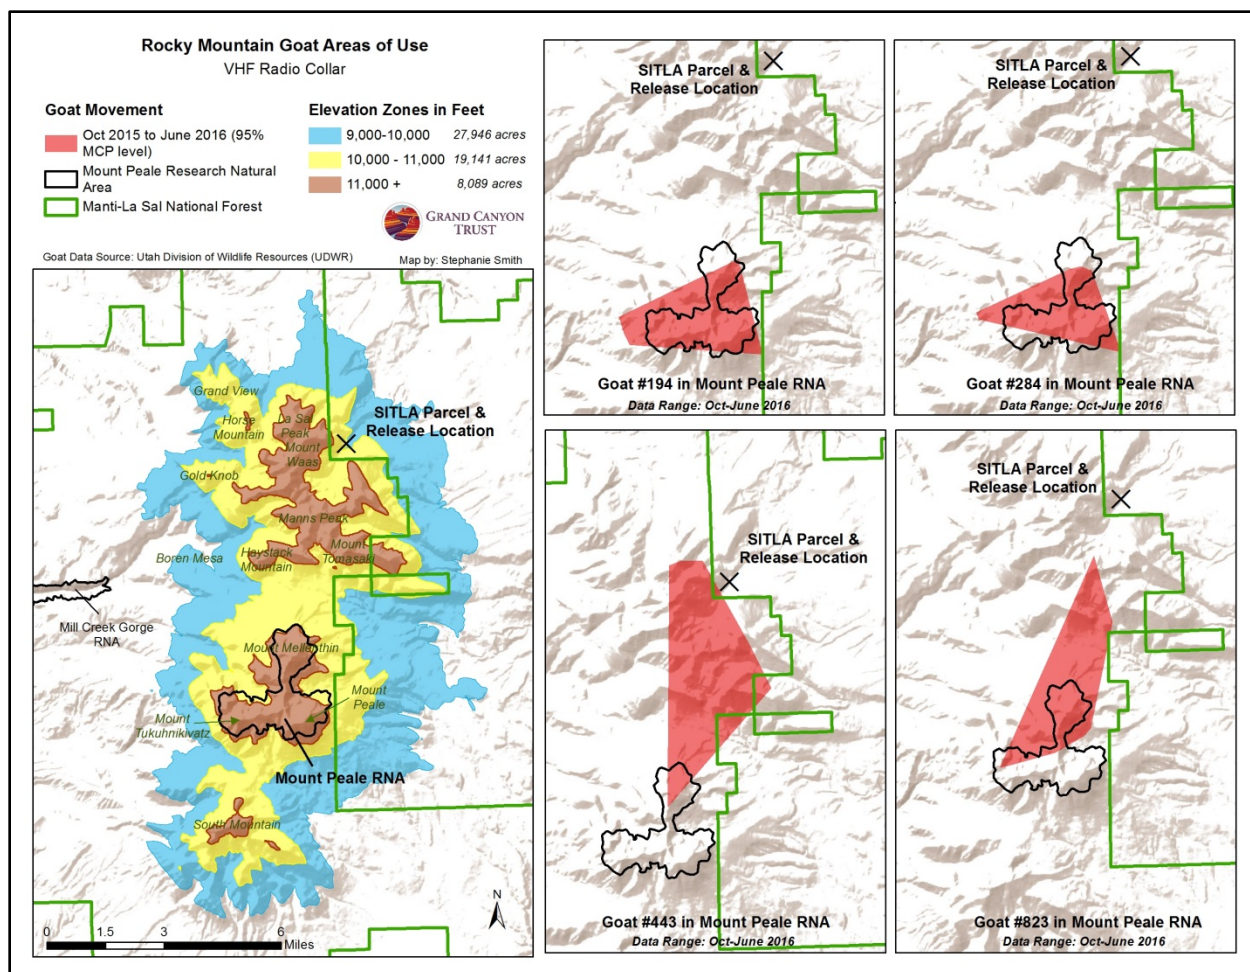 Rocky Mountain Goat Areas of Use
VHF Radio Collar
Goat Movement
Oct 2015 to June 2016 (95%
MCP level)
Mount Peale Research Natural
Area
Manti-La Sal National Forest
Elevation Zones in Feet
9,000-10,000 27,946 acres
10,000 - 11,000 19,141 acres
11,000 + 8,089 acres
GRAND CANYON
TRUST
Goat Data Source: Utah Division of Wildlife Resources (UDWR)
Map by: Stephanie Smith
Grand View
Horse
Mountain
La Sal
Peak
Mount
Waas
SITLA Parcel &
Release Location
Gold Knob
Manns Peak
Boren Mesa
Haystack
Mountain
Mount
Tomasaki
Mill Creek Gorge
RNA
Mount Mellenthin
Mount
Peale
Mount
Tukuhnikivatz
Mount Peale RNA
South Mountain
N
0 1.5 3 6
Miles
SITLA Parcel &
Release Location
Goat #194 in Mount Peale RNA
Data Range: Oct-June 2016
SITLA Parcel &
Release Location
Goat #284 in Mount Peale RNA
Data Range: Oct-June 2016
SITLA Parcel &
Release Location
Goat #443 in Mount Peale RNA
Data Range: Oct-June 2016
SITLA Parcel &
Release Location
Goat #823 in Mount Peale RNA
Data Range: Oct-June 2016